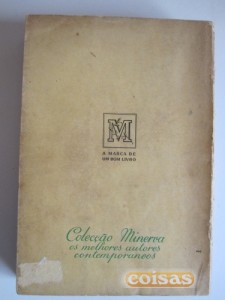 M
A MARCA DE
UM BOM LIVRO
Colecção Minerva
os melhores autores
contemporaneos
coisas